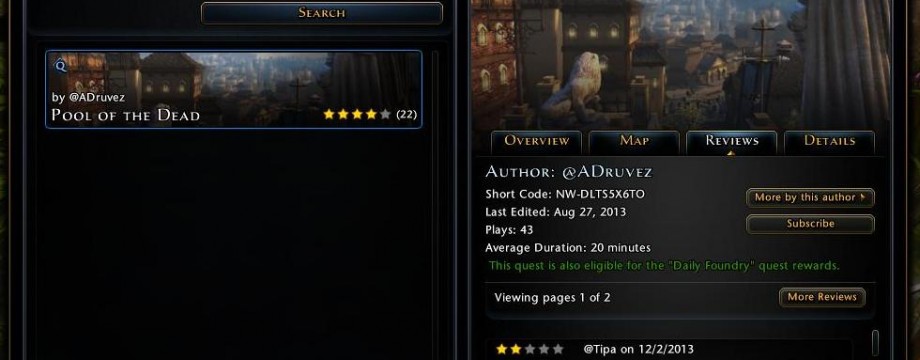 Search
by @ADruvez
Pool of the Dead
(22)
Overview
Map
Reviews
Details
Author: @ADruvez
Short Code: NW-DLTS5X6TO
More by this author
Last Edited: Aug 27, 2013
Subscribe
Plays: 43
Average Duration: 20 minutes
This quest is also eligible for the "Daily Foundry" quest rewards.
Viewing pages 1 of 2
More Reviews
@Tipa on 12/2/2013